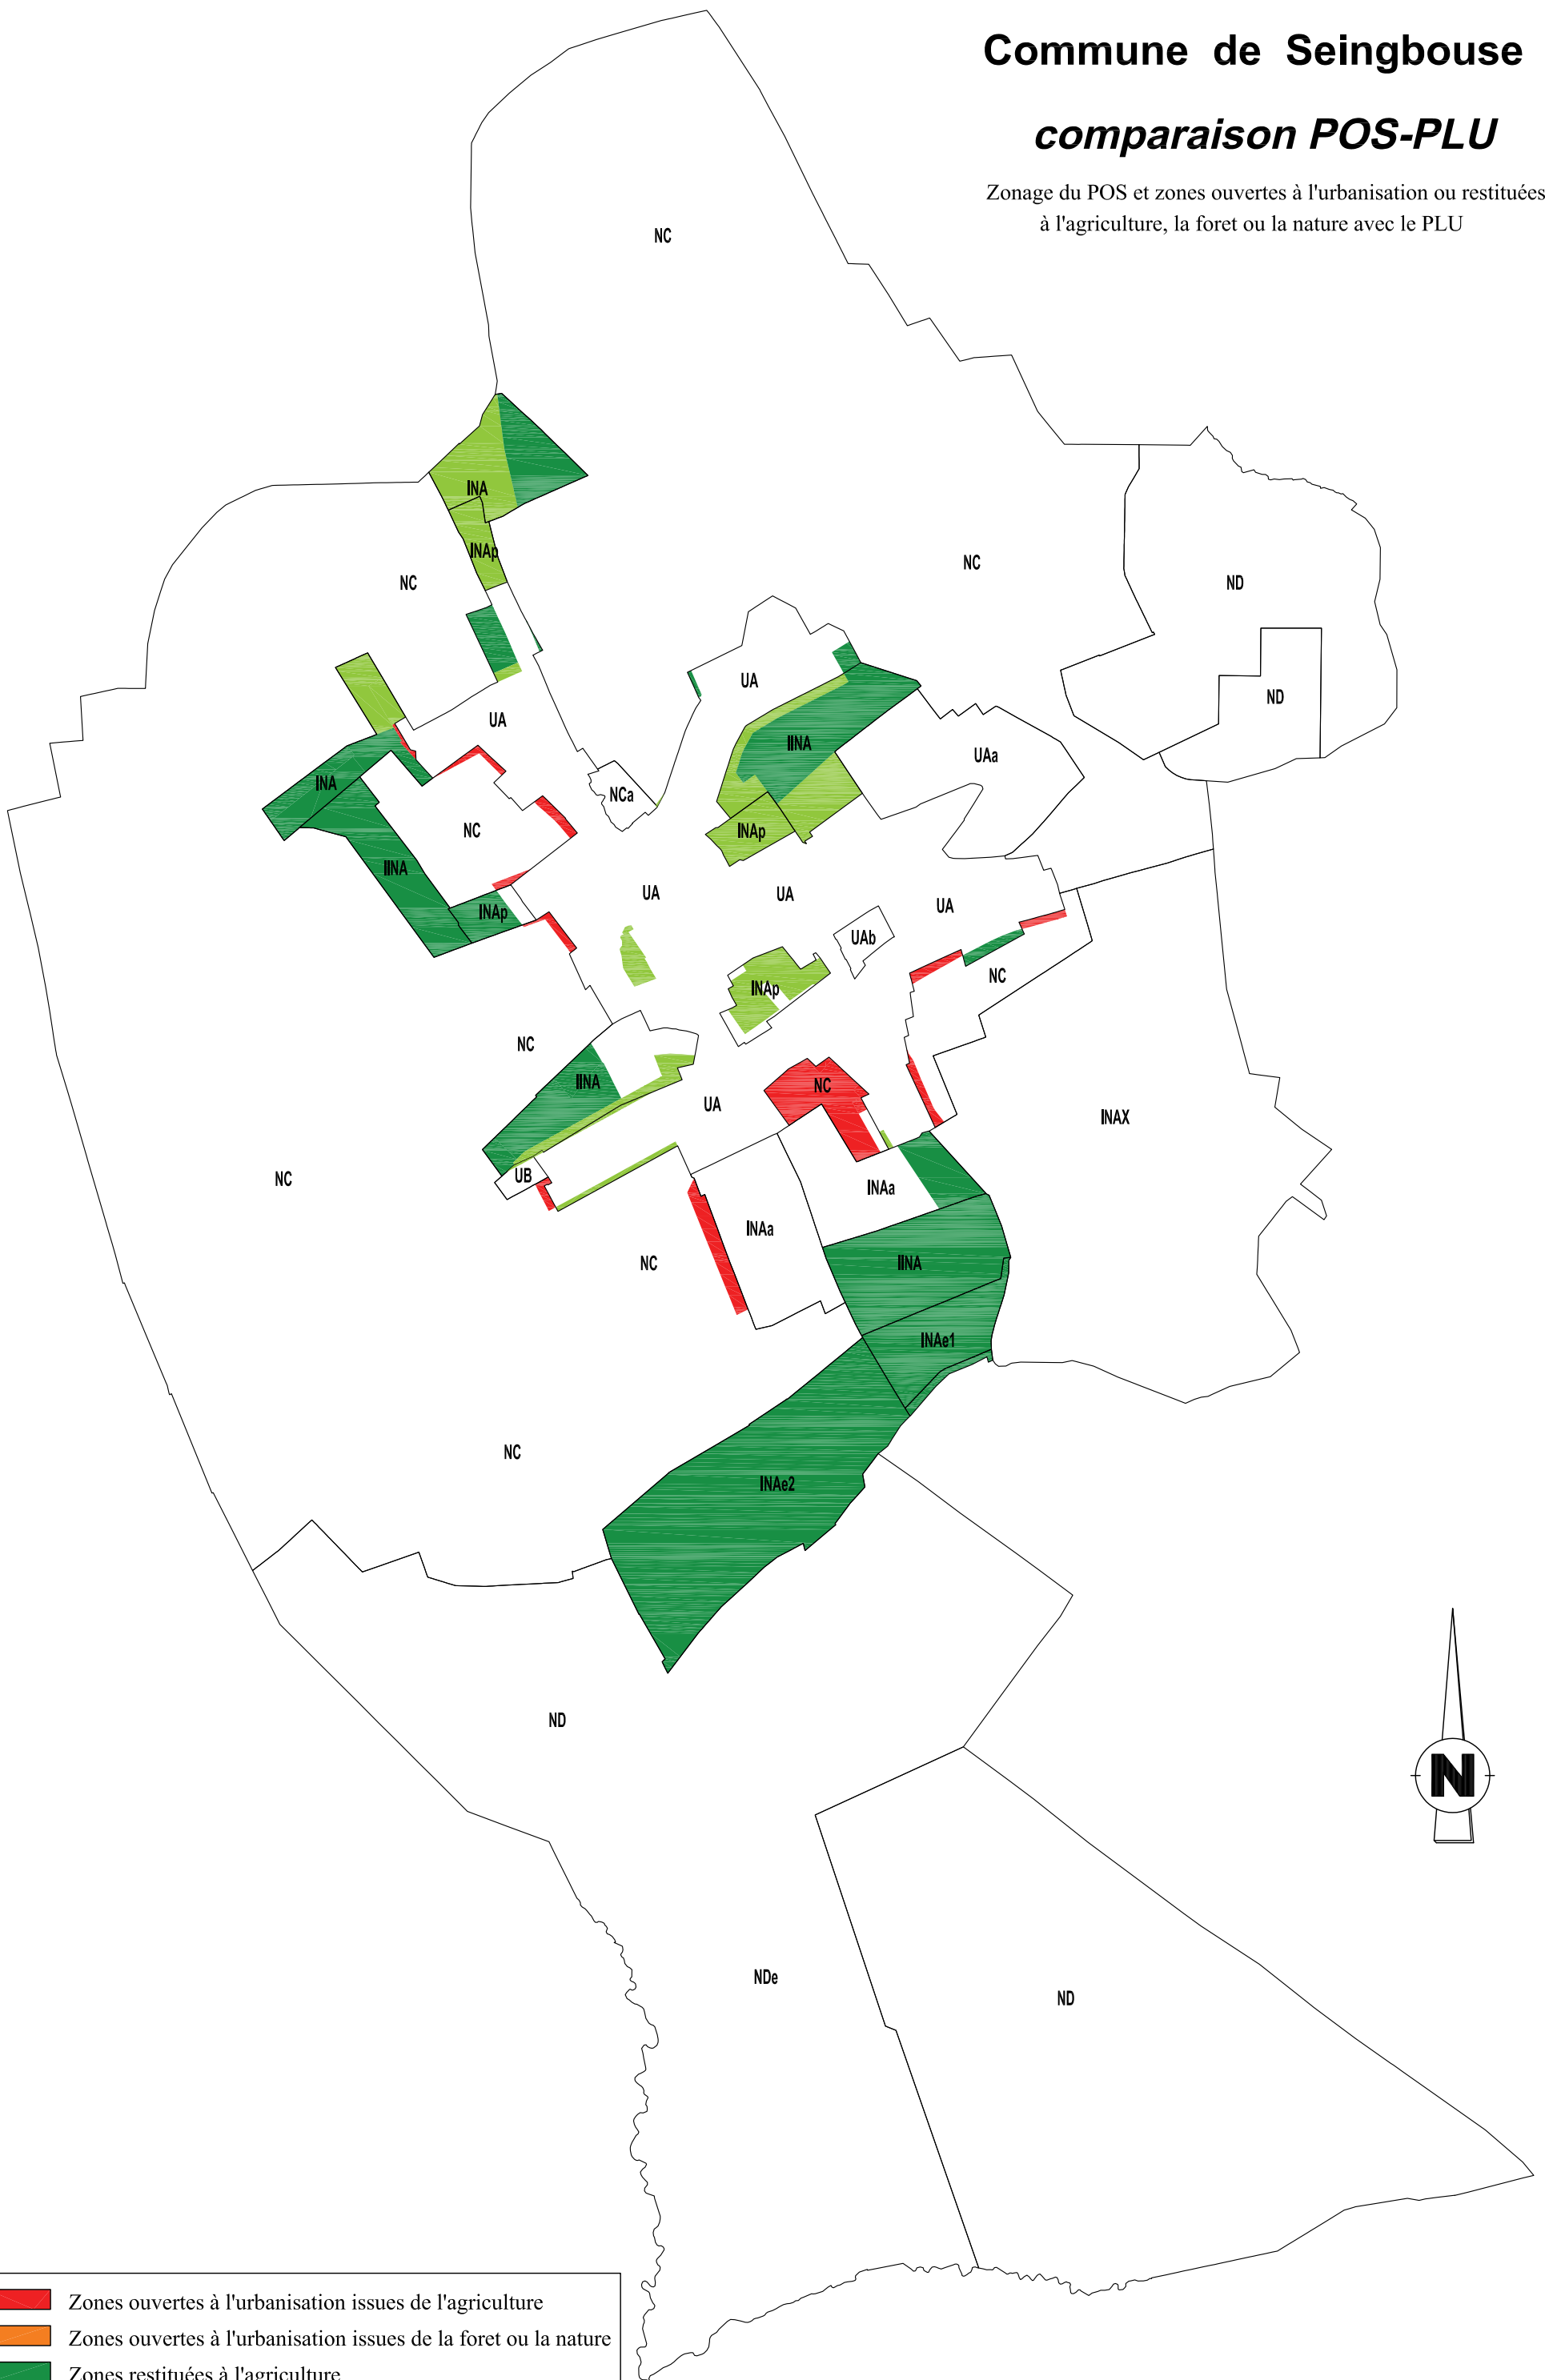 Commune de Seingbouse
comparaison POS-PLU
Zonage du POS et zones ouvertes à l'urbanisation ou restituées
à l'agriculture, la foret ou la nature avec le PLU
NC
INA
INAp
NC
NC
ND
UA
UA
ND
IINA
UAa
INA
NCa
NC
INAp
IINA
UA
UA
UA
INAp
UAb
NC
INAp
NC
IINA
NC
UA
INAX
NC
UB
INAa
INAa
NC
IINA
INAe1
NC
INAe2
ND
N
NDe
ND
Zones ouvertes à l'urbanisation issues de l'agriculture
Zones ouvertes à l'urbanisation issues de la foret ou la nature
Zones restituées à l'agriculture